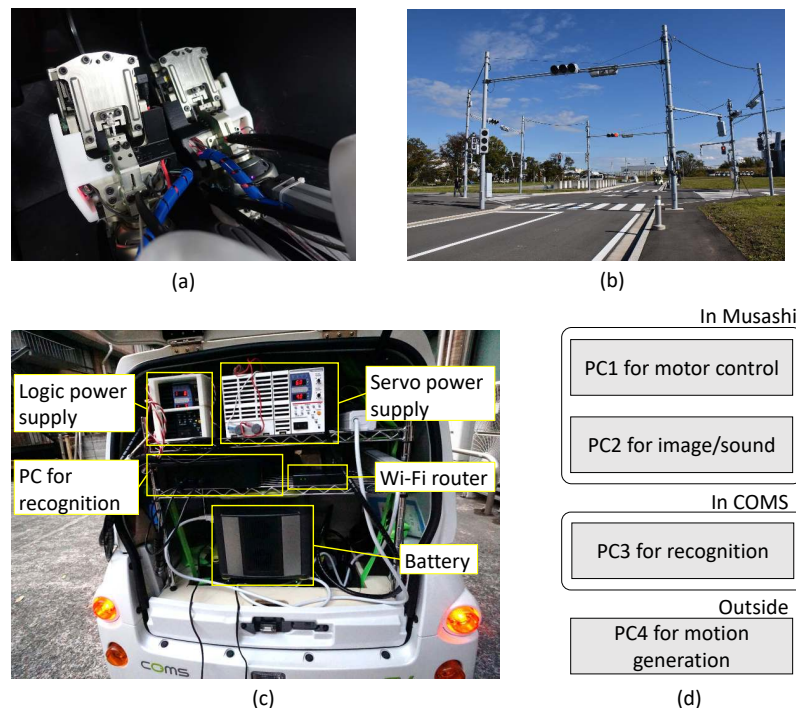 (a)
(b)
Logic power
supply
Servo power
supply
PC for
recognition
Wi-Fi router
Battery
COMS
(c)
In Musashi
PC1 for motor control
PC2 for image/sound
In COMS
PC3 for recognition
Outside
PC4 for motion
generation
(d)